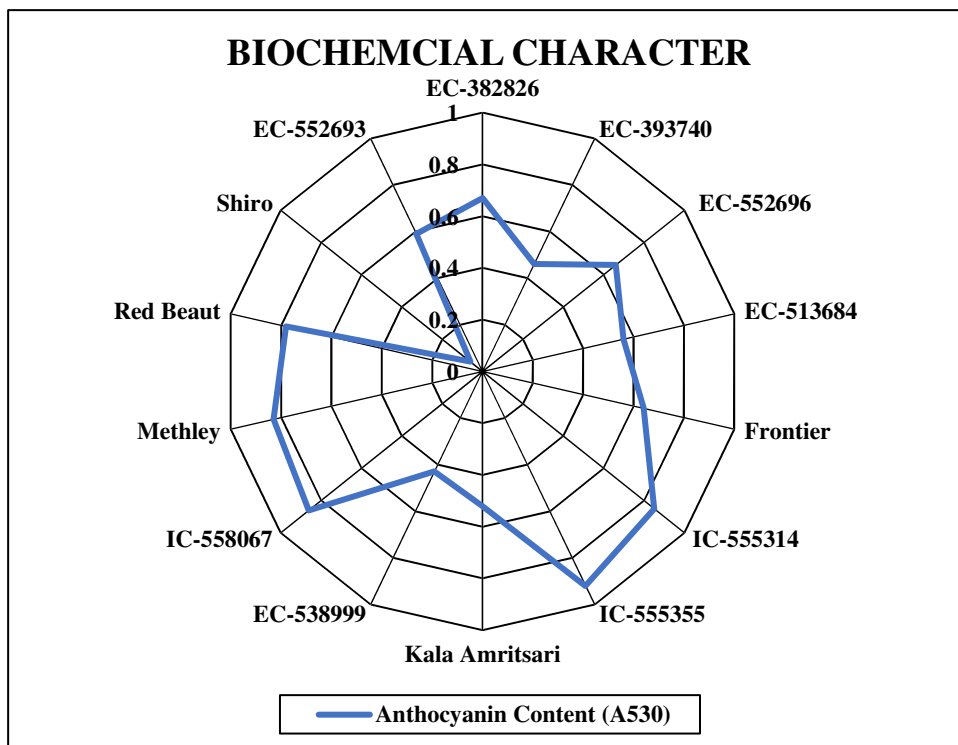 BIOCHEMCIAL CHARACTER
EC-382826
EC-393740
EC-552696
EC-513684
Frontier
IC-555314
IC-555355
Kala Amritsari
EC-538999
IC-558067
Methley
Red Beaut
Shiro
EC-552693
1
0.8
0.6
0.4
0.2
0
Anthocyanin Content (A530)